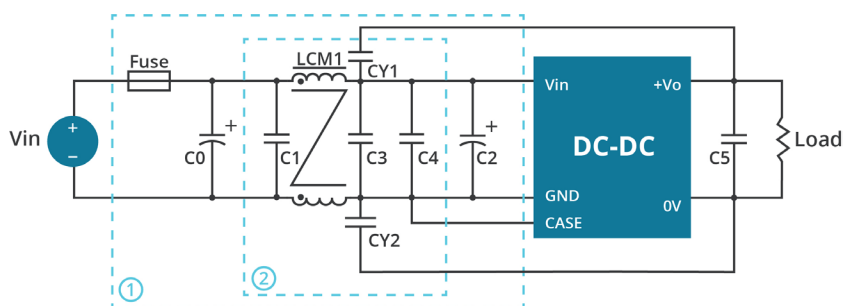 LCM1
Fuse
CY1
Vin
+
−
+
C0
C1
C3
C4
+
C2
Vin
+Vo
DC-DC
GND
0V
CASE
C5
Load
CY2
1
2